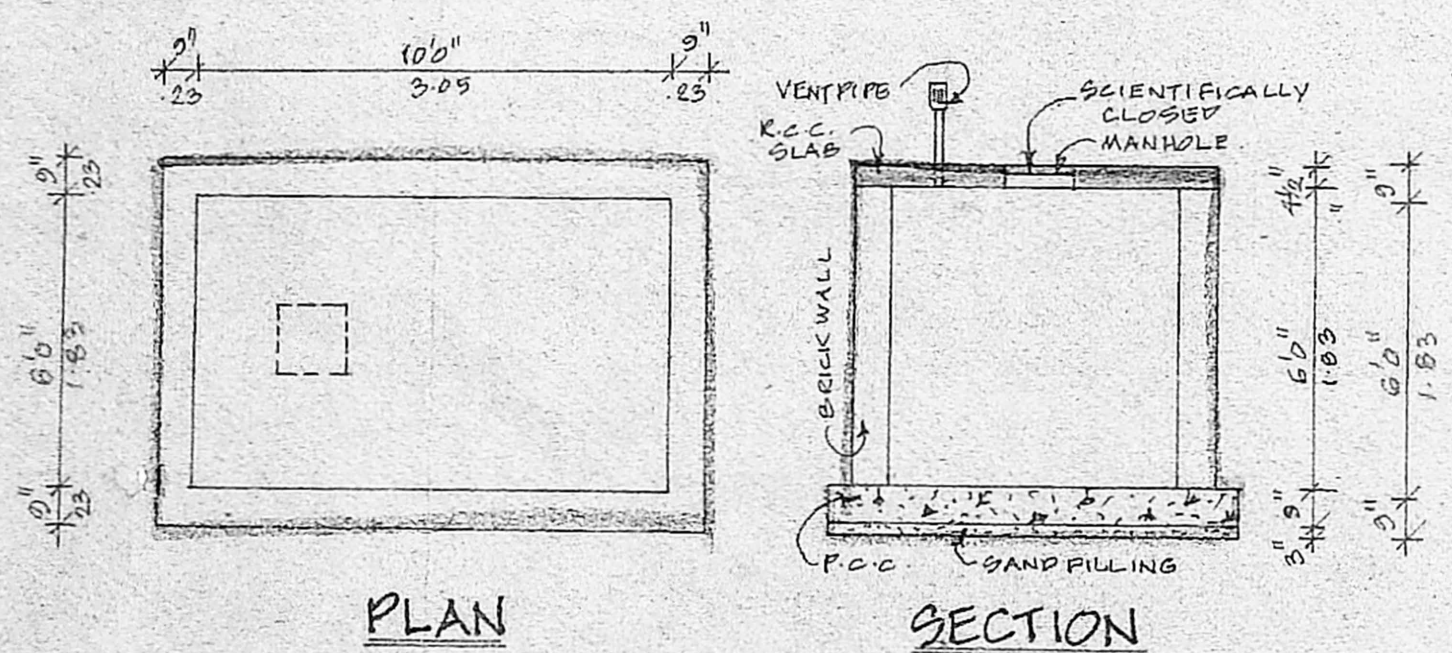 9" 10'0" 9"
.23 3.05 .23
9"
.23
6'0"
1.83
9"
.23
PLAN
VENTPIPE
SCIENTIFICALLY
CLOSED
MANHOLE
R.C.C.
SLAB
BRICK WALL
P.C.C.
SAND FILLING
4½"
6'0"
1.83
9"
3"
9"
6'0"
1.83
9"
SECTION